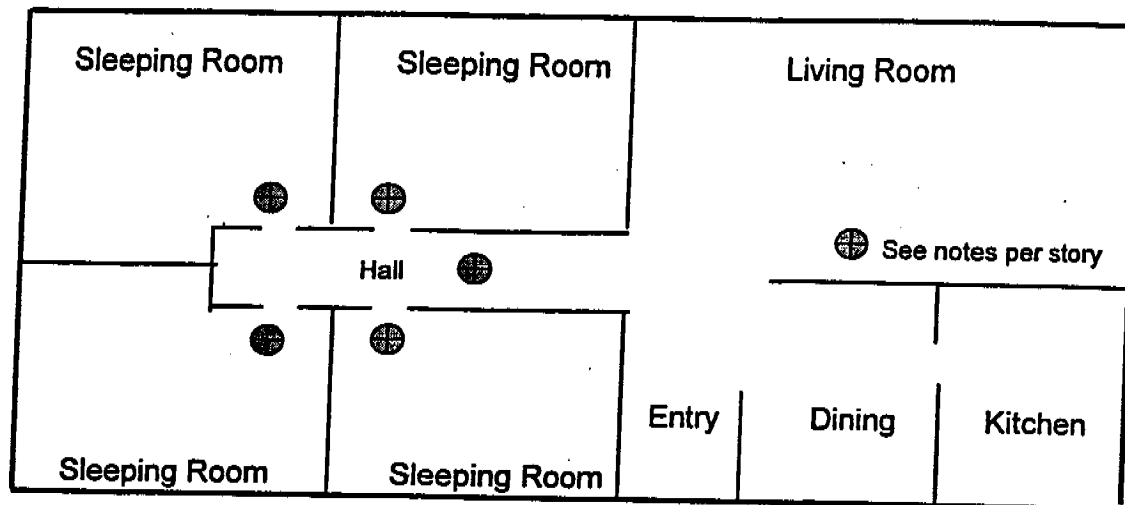 Sleeping Room
Sleeping Room
Living Room
See notes per story
Hall
Entry
Dining
Kitchen
Sleeping Room
Sleeping Room